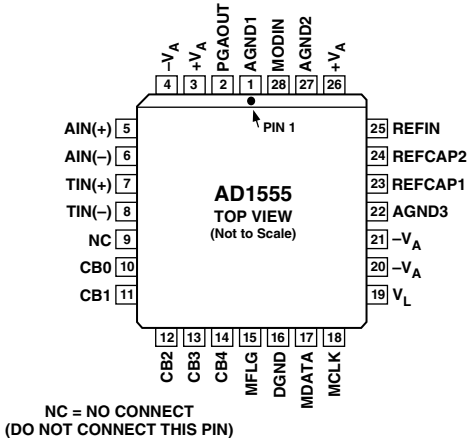 –VA
+VA
PGAOUT
AGND1
MODIN
AGND2
+VA
4 3 2 1 28 27 26
PIN 1
AIN(+) 5
AIN(–) 6
TIN(+) 7
TIN(–) 8
NC 9
CB0 10
CB1 11
AD1555
TOP VIEW
(Not to Scale)
25 REFIN
24 REFCAP2
23 REFCAP1
22 AGND3
21 –VA
20 –VA
19 VL
12 13 14 15 16 17 18
CB2
CB3
CB4
MFLG
DGND
MDATA
MCLK
NC = NO CONNECT
(DO NOT CONNECT THIS PIN)